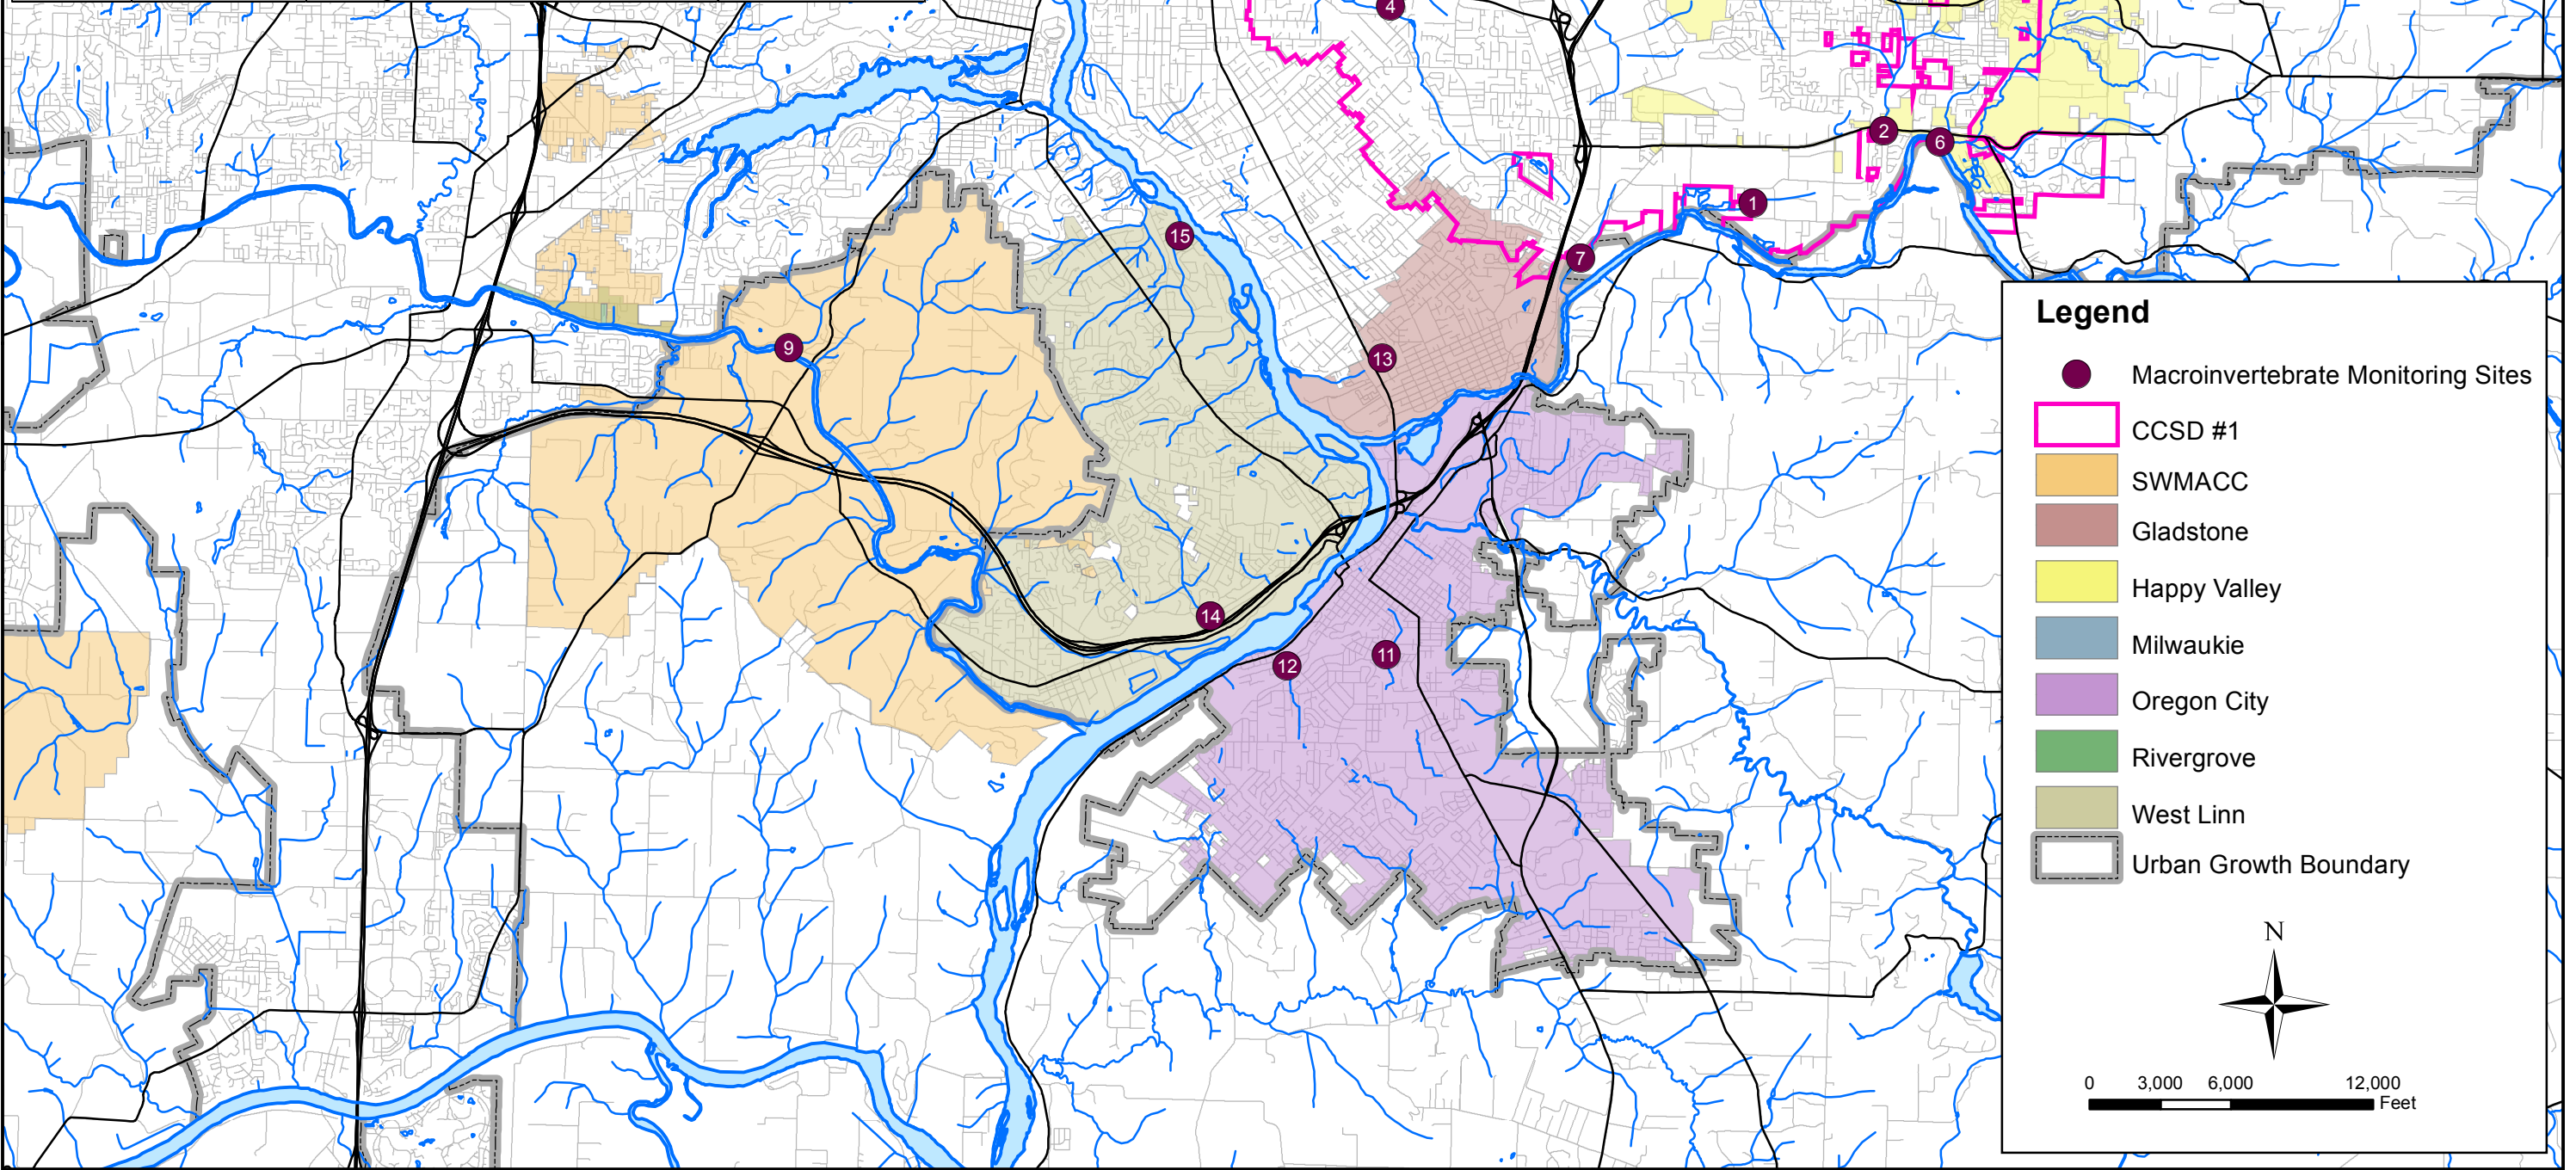 4
2
6
1
15
7
9
13
14
12
11
Legend
Macroinvertebrate Monitoring Sites
CCSD #1
SWMACC
Gladstone
Happy Valley
Milwaukie
Oregon City
Rivergrove
West Linn
Urban Growth Boundary
N
0 3,000 6,000 12,000
Feet